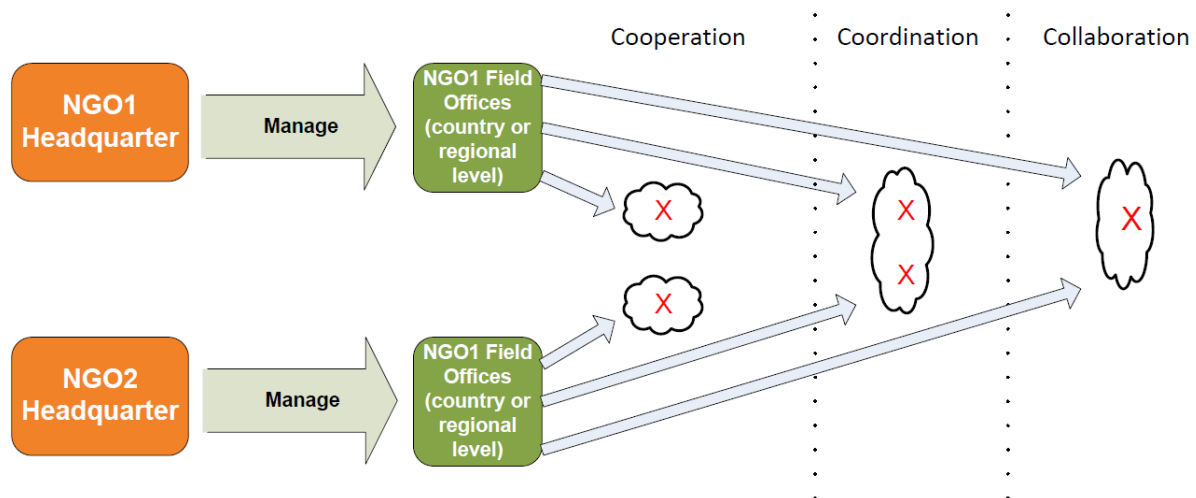 Cooperation
Coordination
Collaboration
NGO1
Headquarter
Manage
NGO1 Field
Offices
(country or
regional
level)
X
X
X
X
X
NGO2
Headquarter
Manage
NGO1 Field
Offices
(country or
regional
level)